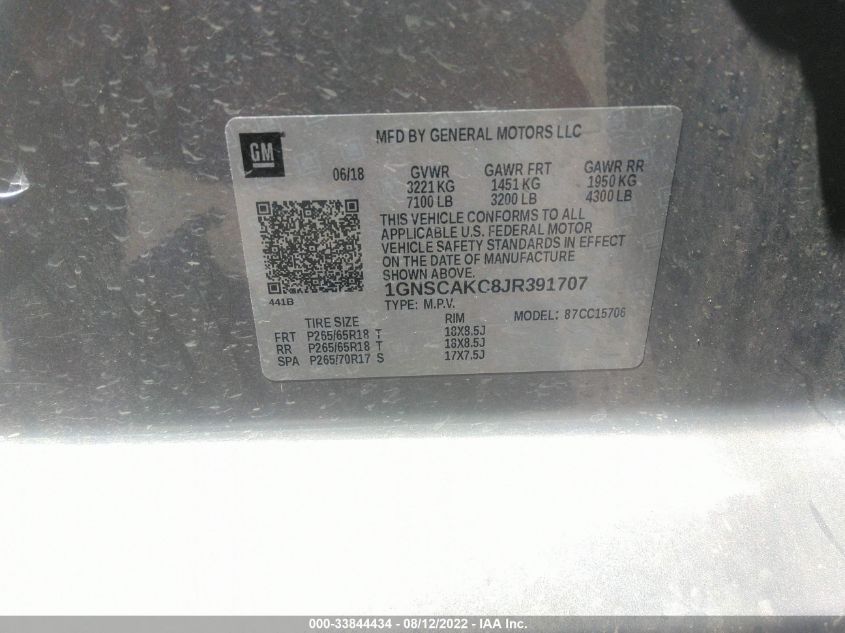 GM
MFD BY GENERAL MOTORS LLC
06/18 GVWR GAWR FRT GAWR RR
3221 KG 1451 KG 1950 KG
7100 LB 3200 LB 4300 LB
THIS VEHICLE CONFORMS TO ALL
APPLICABLE U.S. FEDERAL MOTOR
VEHICLE SAFETY STANDARDS IN EFFECT
ON THE DATE OF MANUFACTURE
SHOWN ABOVE.
441B 1GNSCAKC8JR391707
TYPE: M.P.V. MODEL: 87CC15706
TIRE SIZE RIM
FRT P265/65R18 T 18X8.5J
RR P265/65R18 T 18X8.5J
SPA P265/70R17 S 17X7.5J
000-33844434 - 08/12/2022 - IAA Inc.